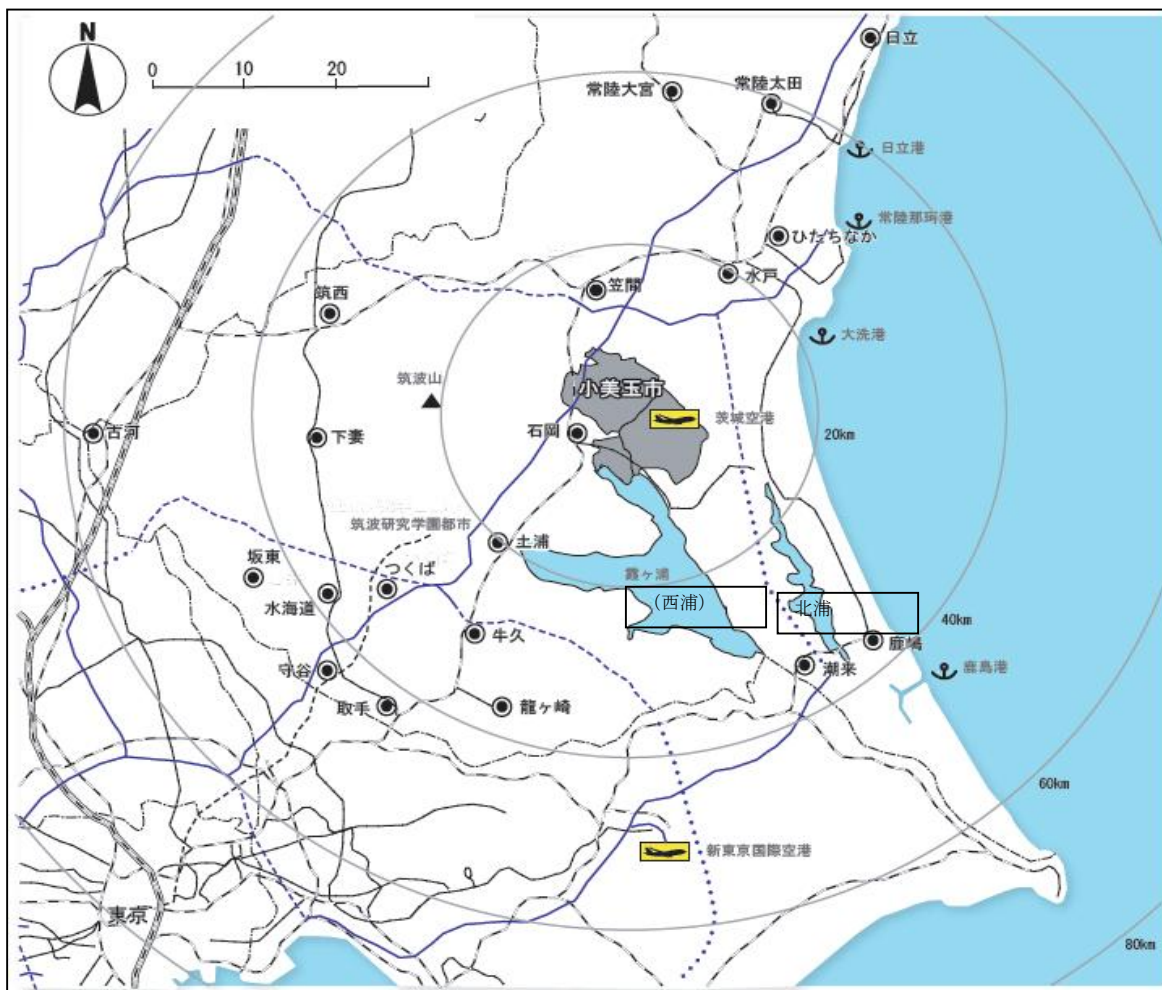 N
0 10 20
日立
常陸大宮
常陸太田
日立港
常陸那珂港
ひたちなか
水戸
笠間
筑西
大洗港
筑波山
小美玉市
茨城空港
石岡
古河
下妻
20km
筑波研究学園都市
土浦
坂東
つくば
霞ヶ浦
(西浦)
北浦
水海道
40km
牛久
鹿嶋
守谷
潮来
鹿島港
取手
龍ヶ崎
60km
新東京国際空港
東京
80km